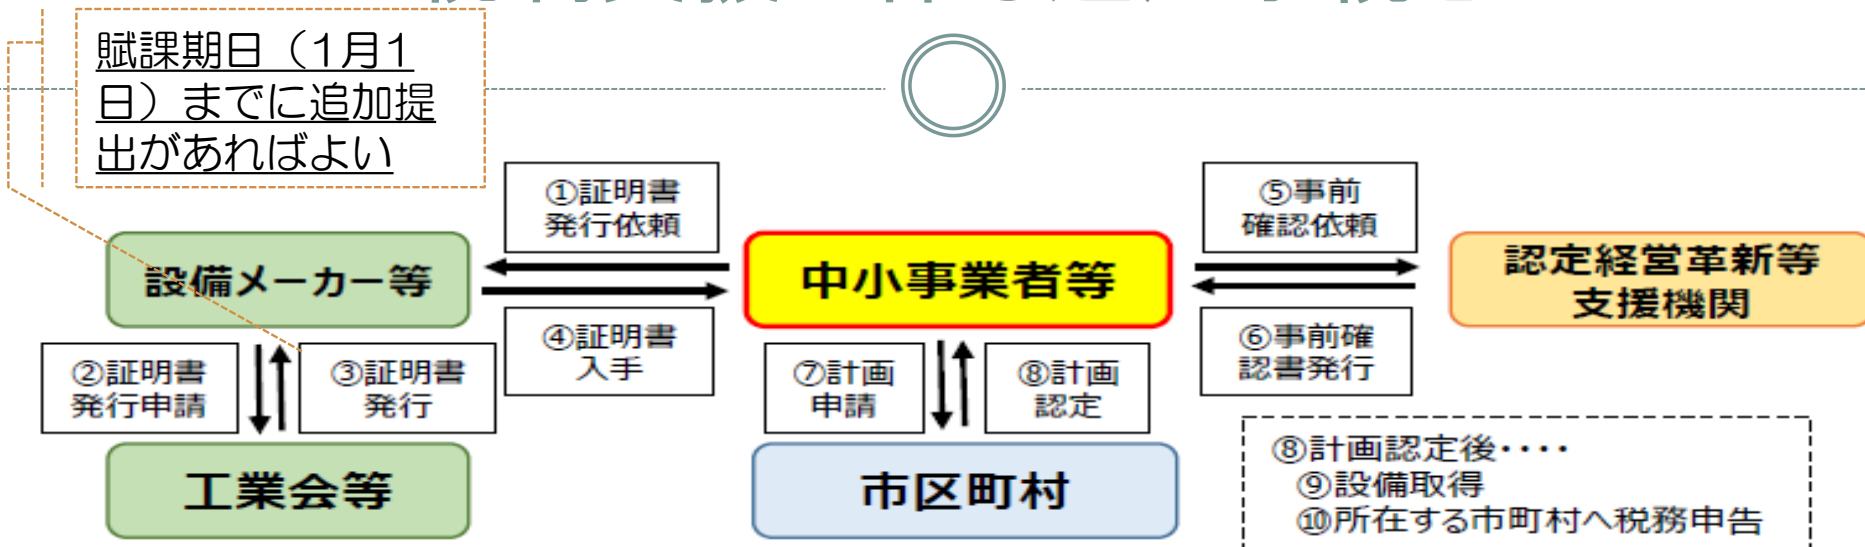 賦課期日（1月1
日）までに追加提
出があればよい
①証明書
発行依頼
⑤事前
確認依頼
設備メーカー等
中小事業者等
認定経営革新等
支援機関
④証明書
入手
⑥事前確
認書発行
②証明書
発行申請
③証明書
発行
⑦計画
申請
⑧計画
認定
工業会等
市区町村
⑧計画認定後････
⑨設備取得
⑩所在する市町村へ税務申告